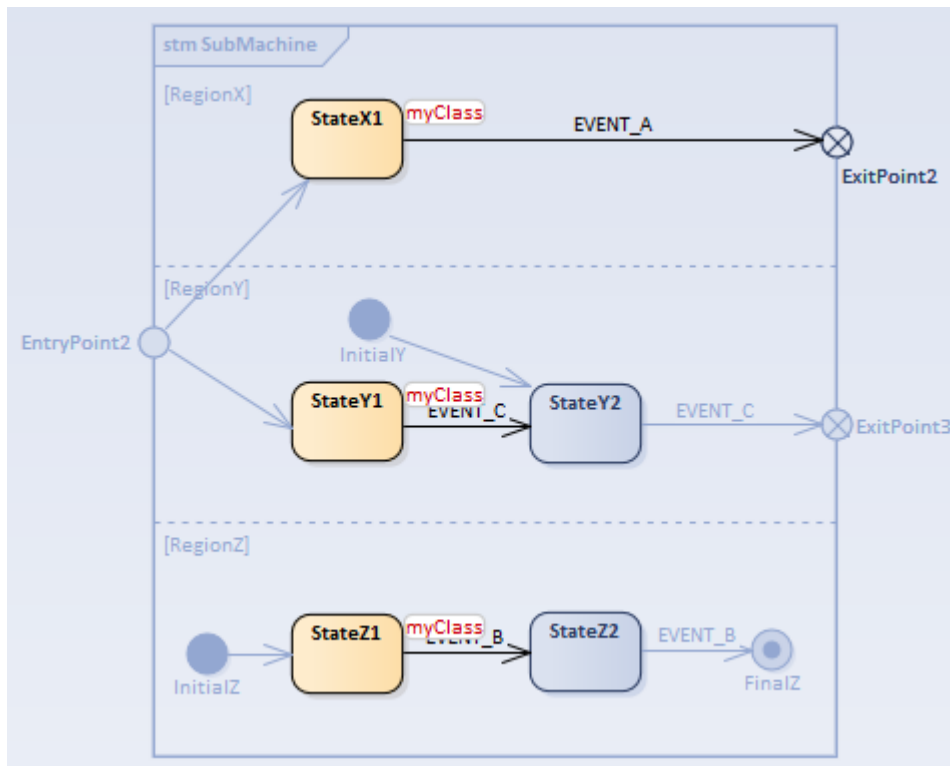 stm SubMachine
[RegionX]
StateX1
myClass
EVENT_A
ExitPoint2
[RegionY]
EntryPoint2
InitialY
StateY1
myClass
EVENT_C
StateY2
EVENT_C
ExitPoint3
[RegionZ]
StateZ1
myClass
EVENT_B
StateZ2
EVENT_B
InitialZ
FinalZ